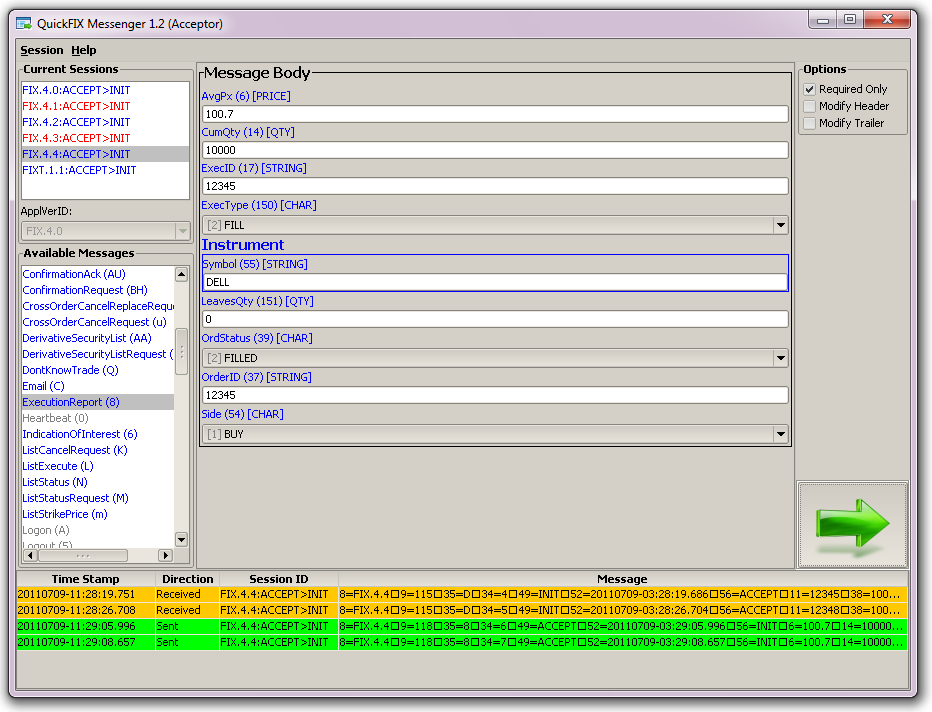 QuickFIX Messenger 1.2 (Acceptor)
Session Help
Current Sessions
FIX.4.0:ACCEPT>INIT
FIX.4.1:ACCEPT>INIT
FIX.4.2:ACCEPT>INIT
FIX.4.3:ACCEPT>INIT
FIX.4.4:ACCEPT>INIT
FIXT.1.1:ACCEPT>INIT
ApplVerID:
FIX.4.0
Available Messages
ConfirmationAck (AU)
ConfirmationRequest (BH)
CrossOrderCancelReplaceReque
CrossOrderCancelRequest (u)
DerivativeSecurityList (AA)
DerivativeSecurityListRequest (
DontKnowTrade (Q)
Email (C)
ExecutionReport (8)
Heartbeat (0)
IndicationOfInterest (6)
ListCancelRequest (K)
ListExecute (L)
ListStatus (N)
ListStatusRequest (M)
ListStrikePrice (m)
Logon (A)
Logout (5)
Message Body
AvgPx (6) [PRICE]
100.7
CumQty (14) [QTY]
10000
ExecID (17) [STRING]
12345
ExecType (150) [CHAR]
[2] FILL
Instrument
Symbol (55) [STRING]
DELL
LeavesQty (151) [QTY]
0
OrdStatus (39) [CHAR]
[2] FILLED
OrderID (37) [STRING]
12345
Side (54) [CHAR]
[1] BUY
Options
Required Only
Modify Header
Modify Trailer
Time Stamp Direction Session ID Message
20110709-11:28:19.751 Received FIX.4.4:ACCEPT>INIT 8=FIX.4.4□9=115□35=D□34=4□49=INIT□52=20110709-03:28:19.686□56=ACCEPT□11=12348□38=100...
20110709-11:28:26.708 Received FIX.4.4:ACCEPT>INIT 8=FIX.4.4□9=115□35=D□34=5□49=INIT□52=20110709-03:28:26.704□56=ACCEPT□11=12348□38=100...
20110709-11:29:05.996 Sent FIX.4.4:ACCEPT>INIT 8=FIX.4.4□9=118□35=8□34=6□49=ACCEPT□52=20110709-03:29:05.996□56=INIT□6=100.7□14=10000...
20110709-11:29:08.657 Sent FIX.4.4:ACCEPT>INIT 8=FIX.4.4□9=118□35=8□34=7□49=ACCEPT□52=20110709-03:29:08.657□56=INIT□6=100.7□14=10000...